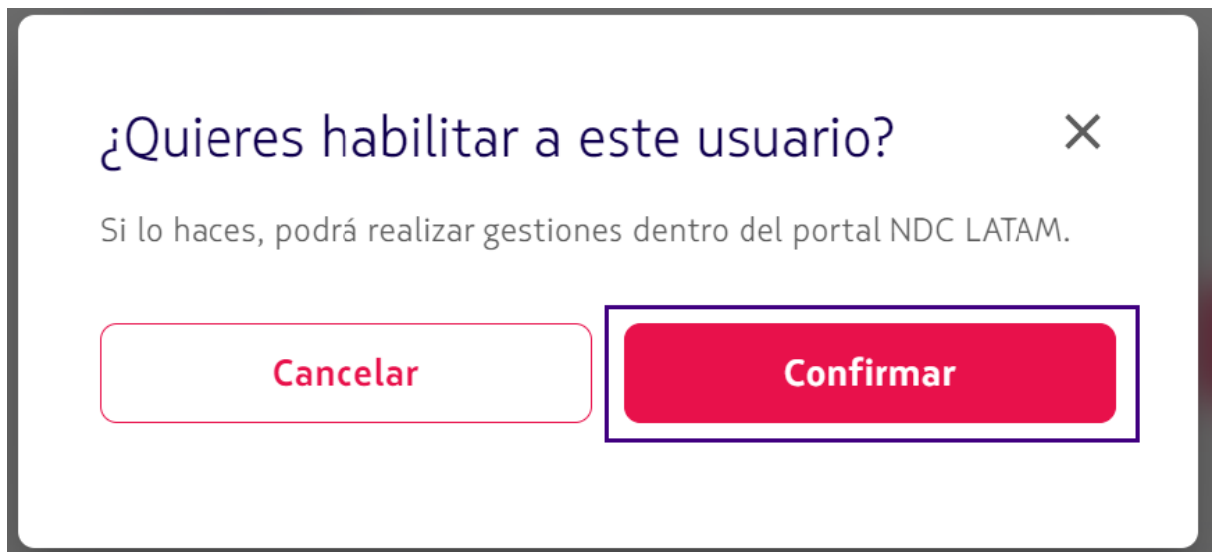 ¿Quieres habilitar a este usuario?
Si lo haces, podrá realizar gestiones dentro del portal NDC LATAM.
Cancelar
Confirmar